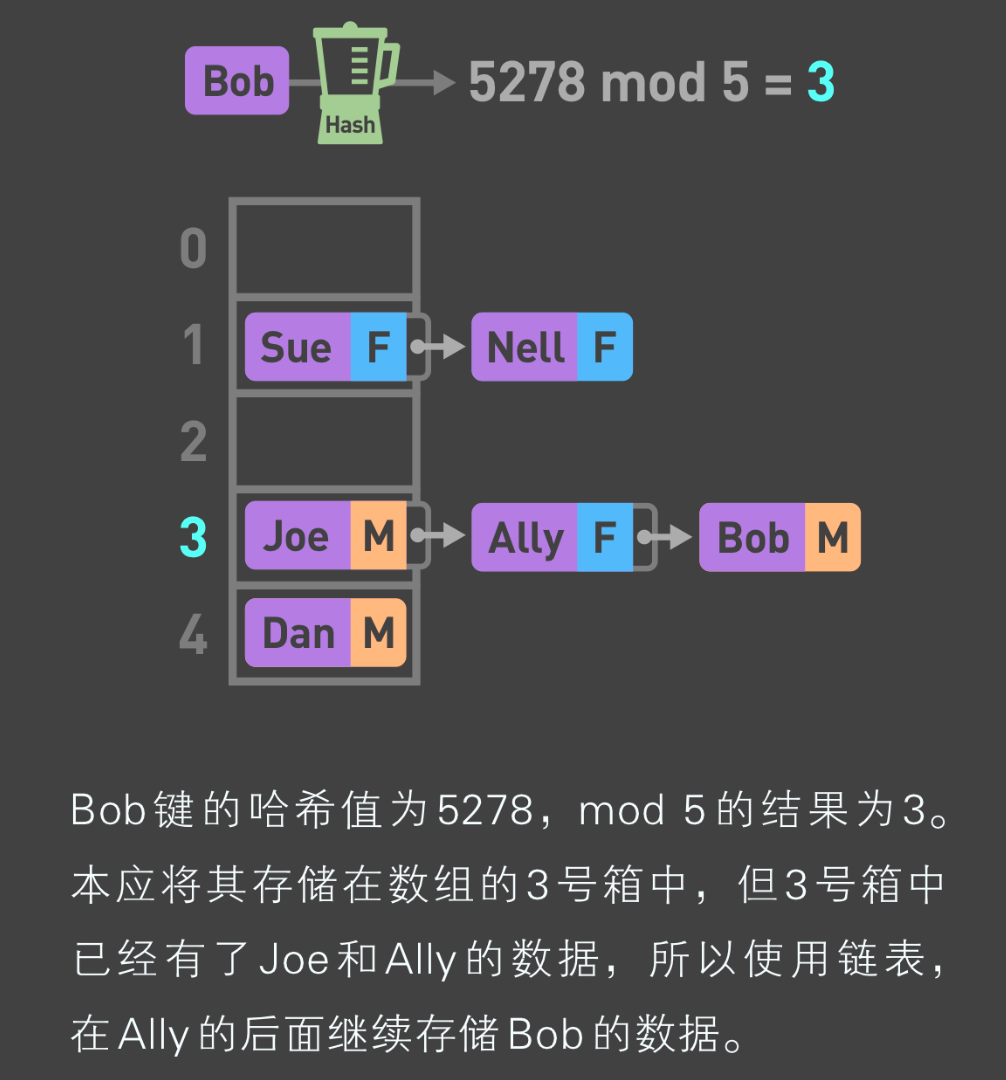 Bob
Hash
5278 mod 5 = 3
0
1 Sue F Nell F
2
3 Joe M Ally F Bob M
4 Dan M
Bob键的哈希值为5278，mod 5的结果为3。
本应将其存储在数组的3号箱中，但3号箱中
已经有了Joe和Ally的数据，所以使用链表，
在Ally的后面继续存储Bob的数据。